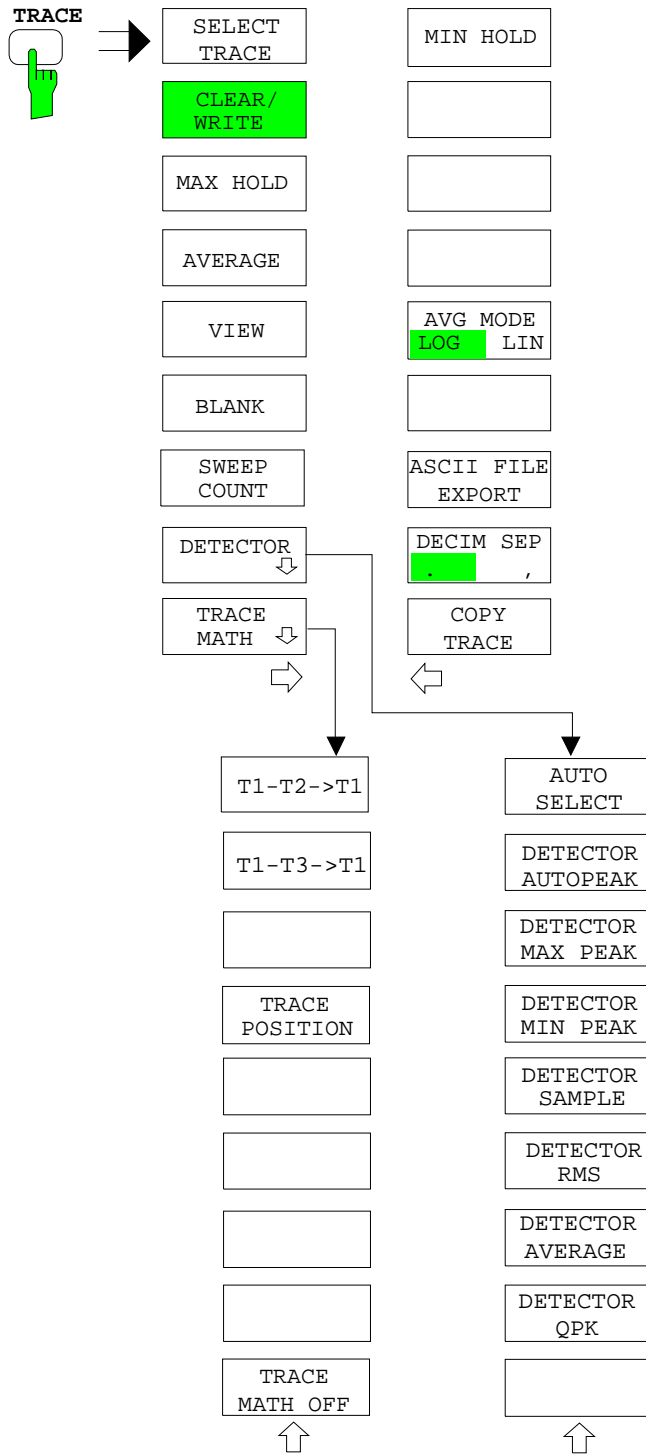 TRACE
SELECT
TRACE
CLEAR/
WRITE
MAX HOLD
AVERAGE
VIEW
BLANK
SWEEP
COUNT
DETECTOR
TRACE
MATH
MIN HOLD
AVG MODE
LOG LIN
ASCII FILE
EXPORT
DECIM SEP
. ,
COPY
TRACE
T1-T2->T1
T1-T3->T1
TRACE
POSITION
TRACE
MATH OFF
AUTO
SELECT
DETECTOR
AUTOPEAK
DETECTOR
MAX PEAK
DETECTOR
MIN PEAK
DETECTOR
SAMPLE
DETECTOR
RMS
DETECTOR
AVERAGE
DETECTOR
QPK